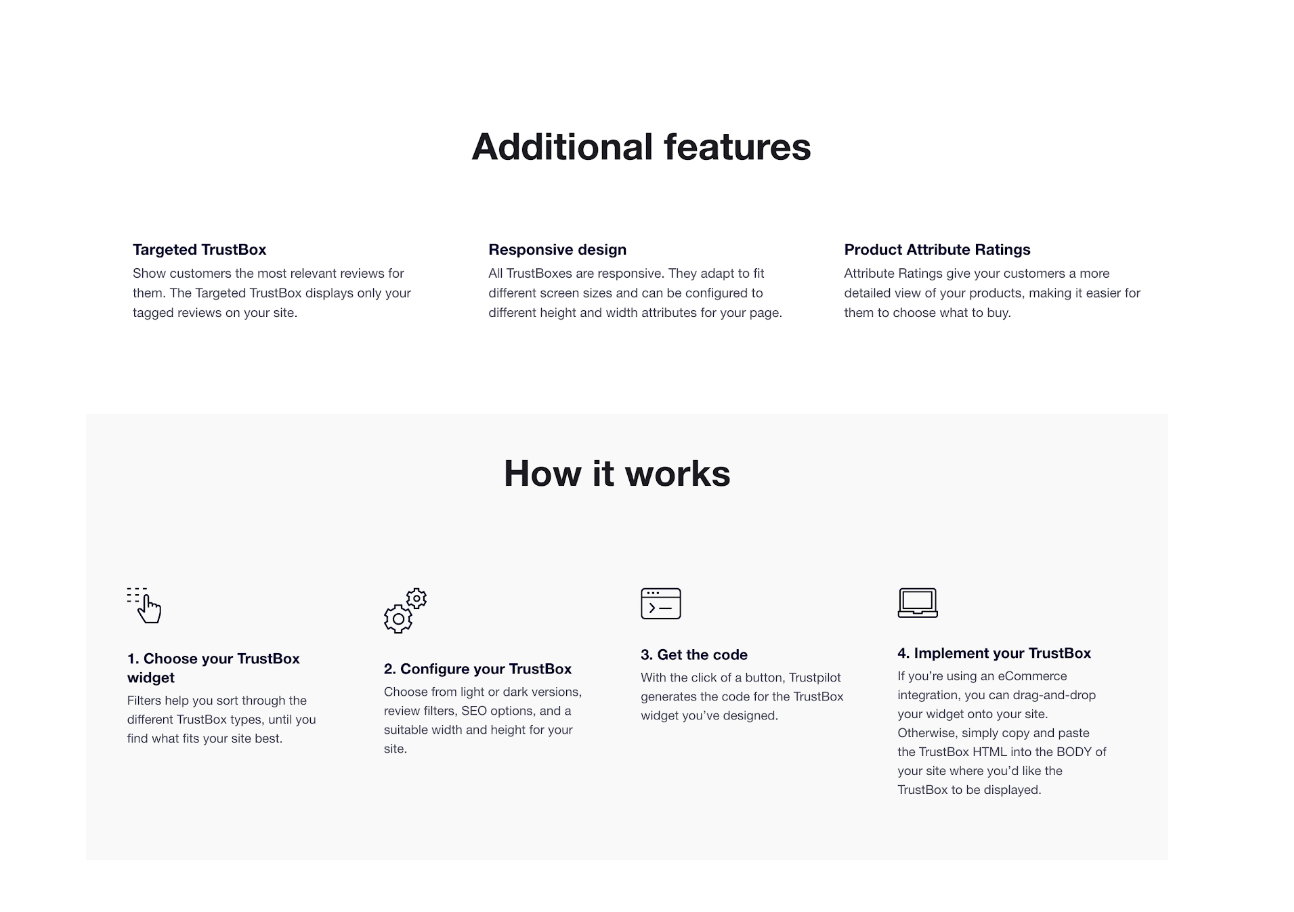 Additional features
Targeted TrustBox
Show customers the most relevant reviews for
them. The Targeted TrustBox displays only your
tagged reviews on your site.
Responsive design
All TrustBoxes are responsive. They adapt to fit
different screen sizes and can be configured to
different height and width attributes for your page.
Product Attribute Ratings
Attribute Ratings give your customers a more
detailed view of your products, making it easier for
them to choose what to buy.
How it works
1. Choose your TrustBox
widget
Filters help you sort through the
different TrustBox types, until you
find what fits your site best.
2. Configure your TrustBox
Choose from light or dark versions,
review filters, SEO options, and a
suitable width and height for your
site.
3. Get the code
With the click of a button, Trustpilot
generates the code for the TrustBox
widget you’ve designed.
4. Implement your TrustBox
If you’re using an eCommerce
integration, you can drag-and-drop
your widget onto your site.
Otherwise, simply copy and paste
the TrustBox HTML into the BODY of
your site where you’d like the
TrustBox to be displayed.